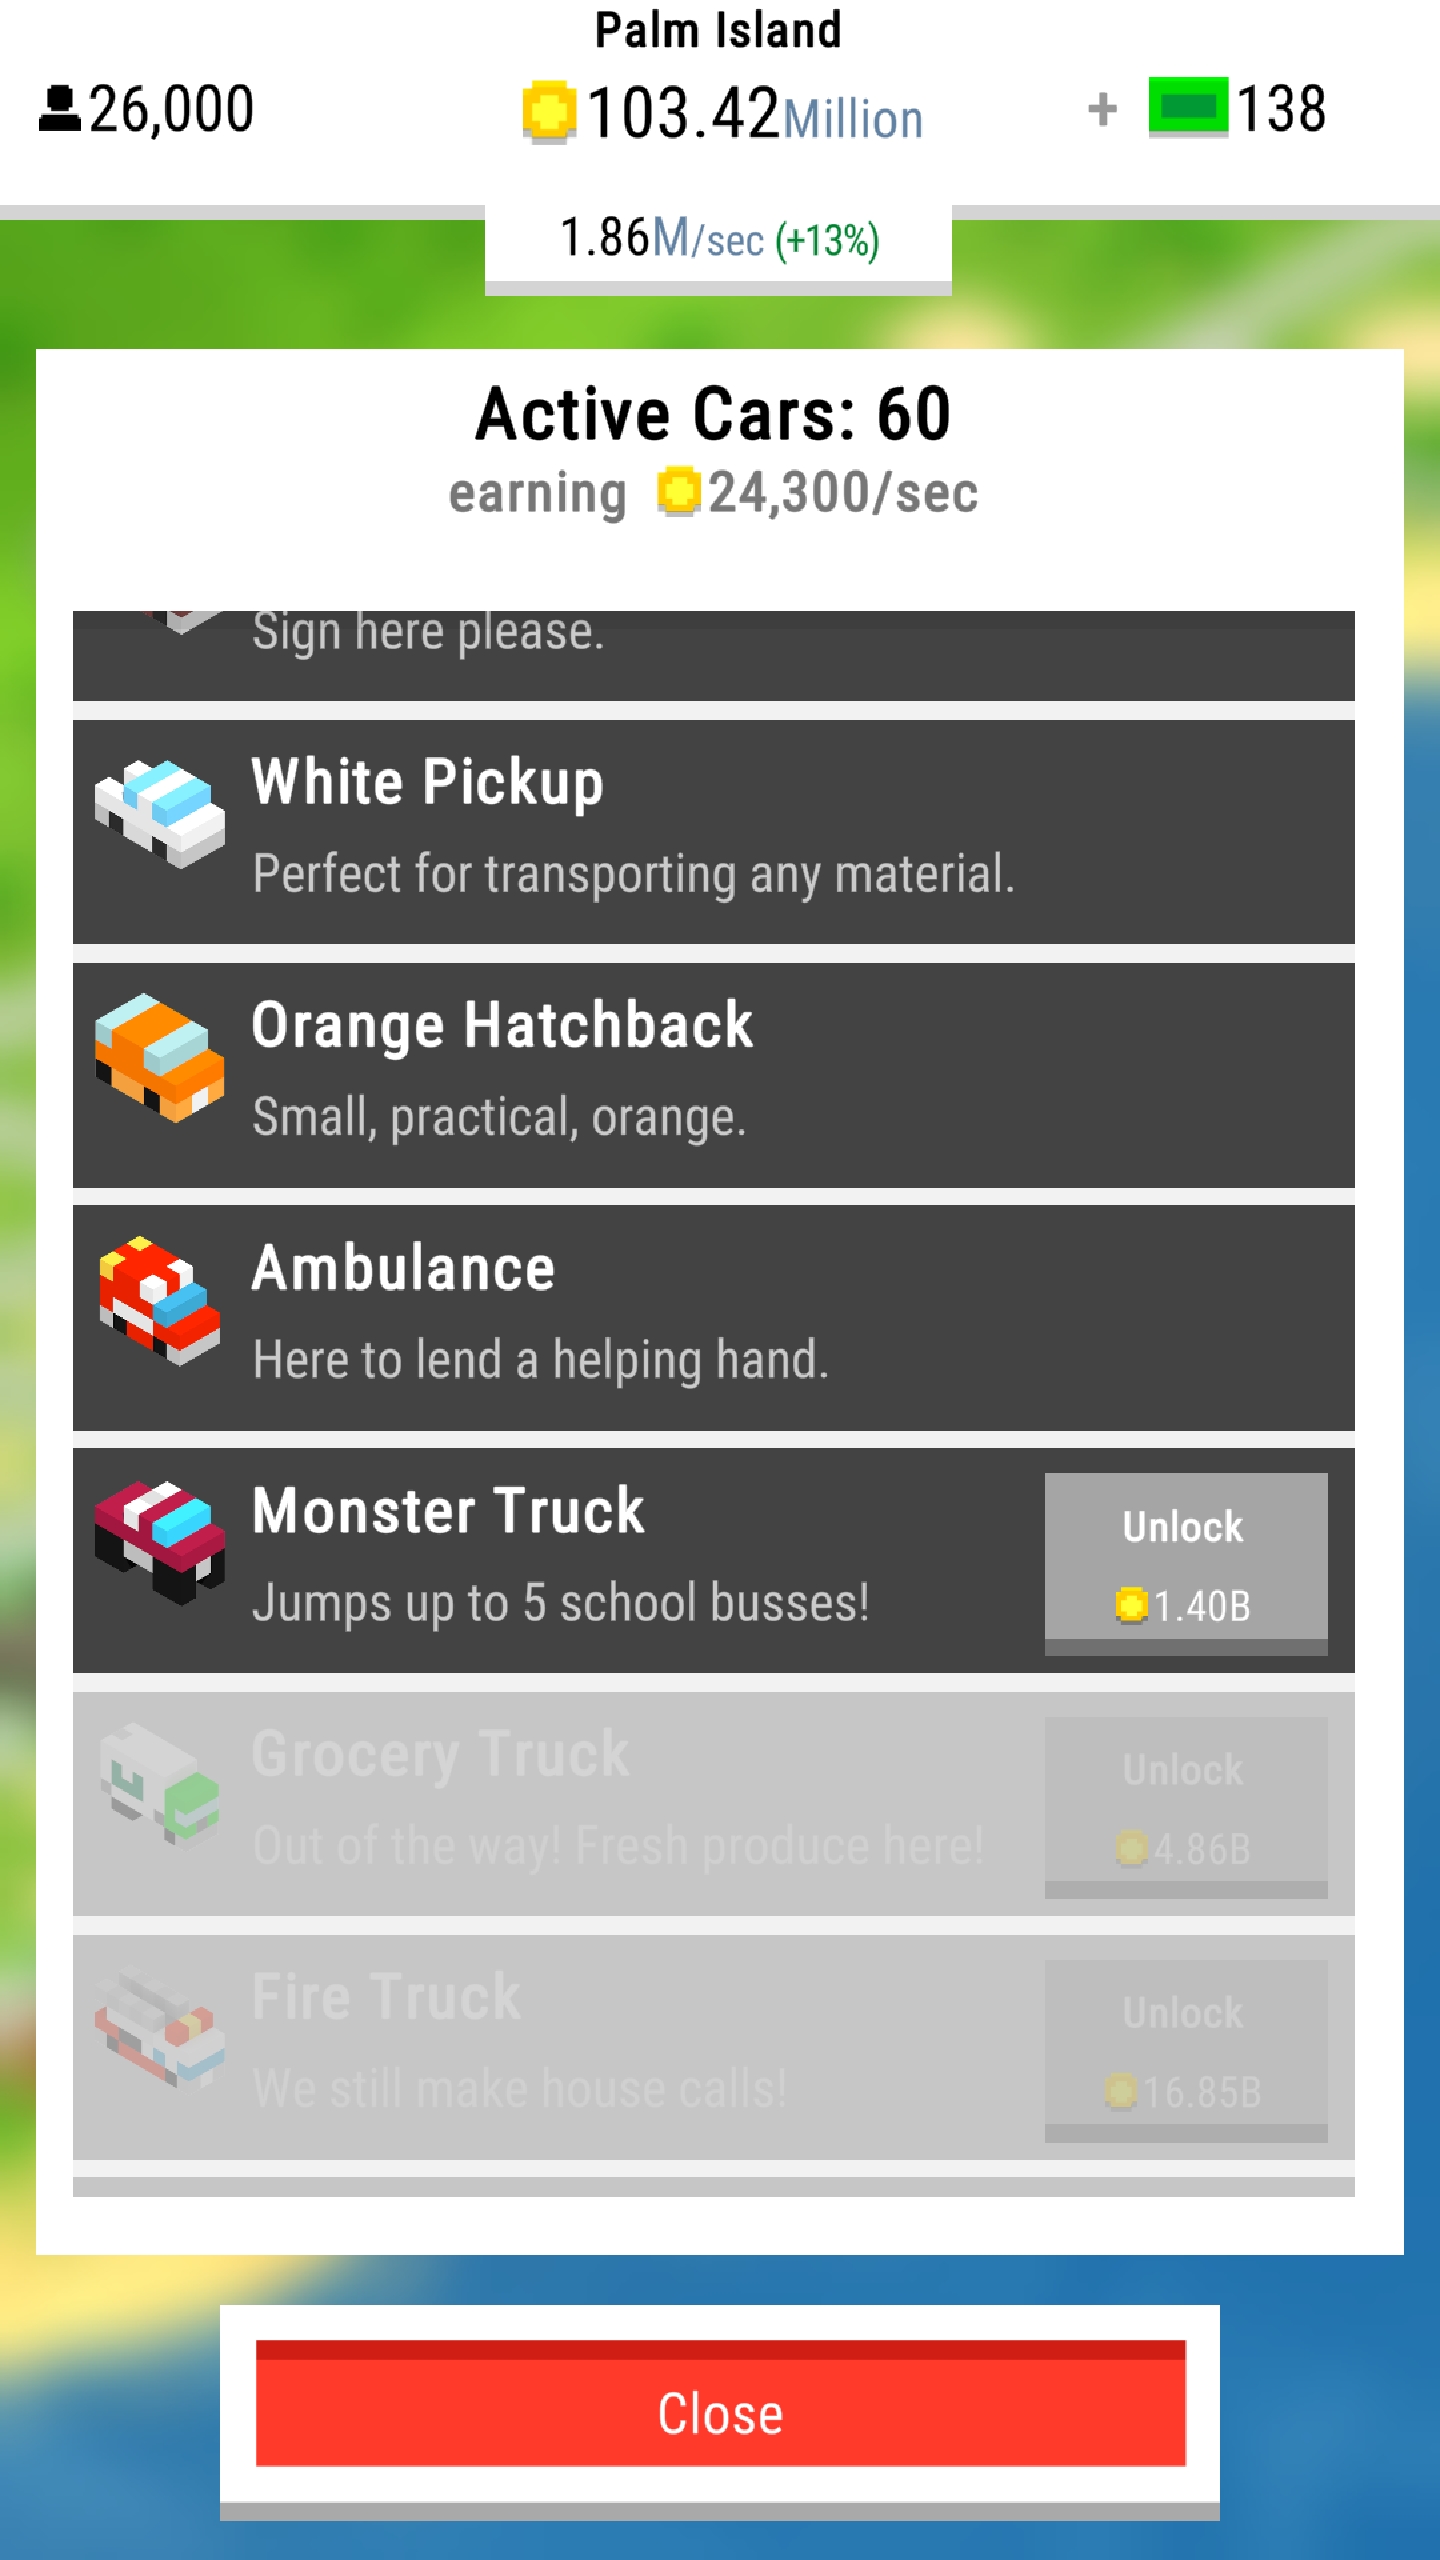 Palm Island
26,000
103.42Million
+ 138
1.86M/sec (+13%)
Active Cars: 60
earning 24,300/sec
Sign here please.
White Pickup
Perfect for transporting any material.
Orange Hatchback
Small, practical, orange.
Ambulance
Here to lend a helping hand.
Monster Truck
Jumps up to 5 school busses!
Unlock
1.40B
Grocery Truck
Out of the way! Fresh produce here!
Unlock
4.86B
Fire Truck
We still make house calls!
Unlock
16.85B
Close